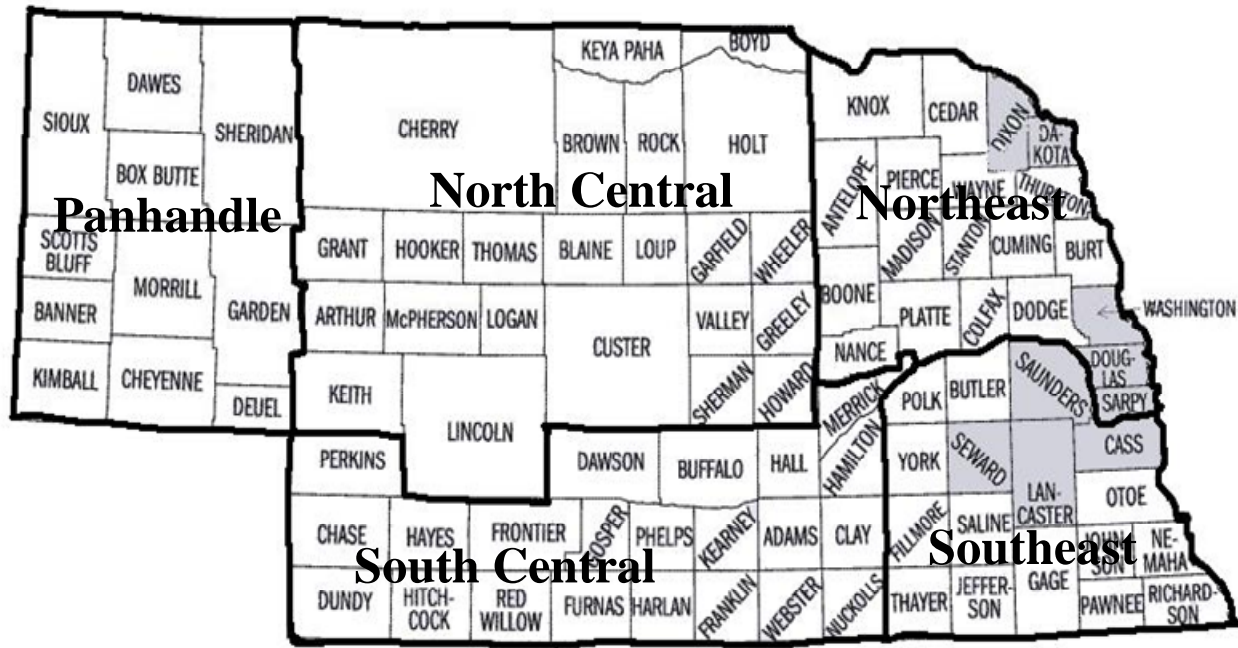 KEYA PAHA
BOYD
DAWES
SIOUX
SHERIDAN
CHERRY
BROWN
ROCK
HOLT
KNOX
CEDAR
DIXON
DA-
KOTA
BOX BUTTE
Panhandle
North Central
Northeast
ANTELOPE
PIERCE
WAYNE
THURSTON
SCOTTS
BLUFF
GRANT
HOOKER
THOMAS
BLAINE
LOUP
GARFIELD
WHEELER
MADISON
STANTON
CUMING
BURT
MORRILL
BANNER
GARDEN
ARTHUR
McPHERSON
LOGAN
CUSTER
VALLEY
GREELEY
BOONE
PLATTE
COLFAX
DODGE
WASHINGTON
NANCE
KIMBALL
CHEYENNE
DEUEL
KEITH
LINCOLN
SHERMAN
HOWARD
MERRICK
POLK
BUTLER
SAUNDERS
DOUG-
LAS
SARPY
PERKINS
DAWSON
BUFFALO
HALL
HAMILTON
YORK
SEWARD
LAN-
CASTER
CASS
OTOE
CHASE
HAYES
FRONTIER
GOSPER
PHELPS
KEARNEY
ADAMS
CLAY
FILLMORE
SALINE
South Central
Southeast
JOHN-
SON
NE-
MAHA
DUNDY
HITCH-
COCK
RED
WILLOW
FURNAS
HARLAN
FRANKLIN
WEBSTER
NUCKOLLS
THAYER
JEFFER-
SON
GAGE
PAWNEE
RICHARD-
SON